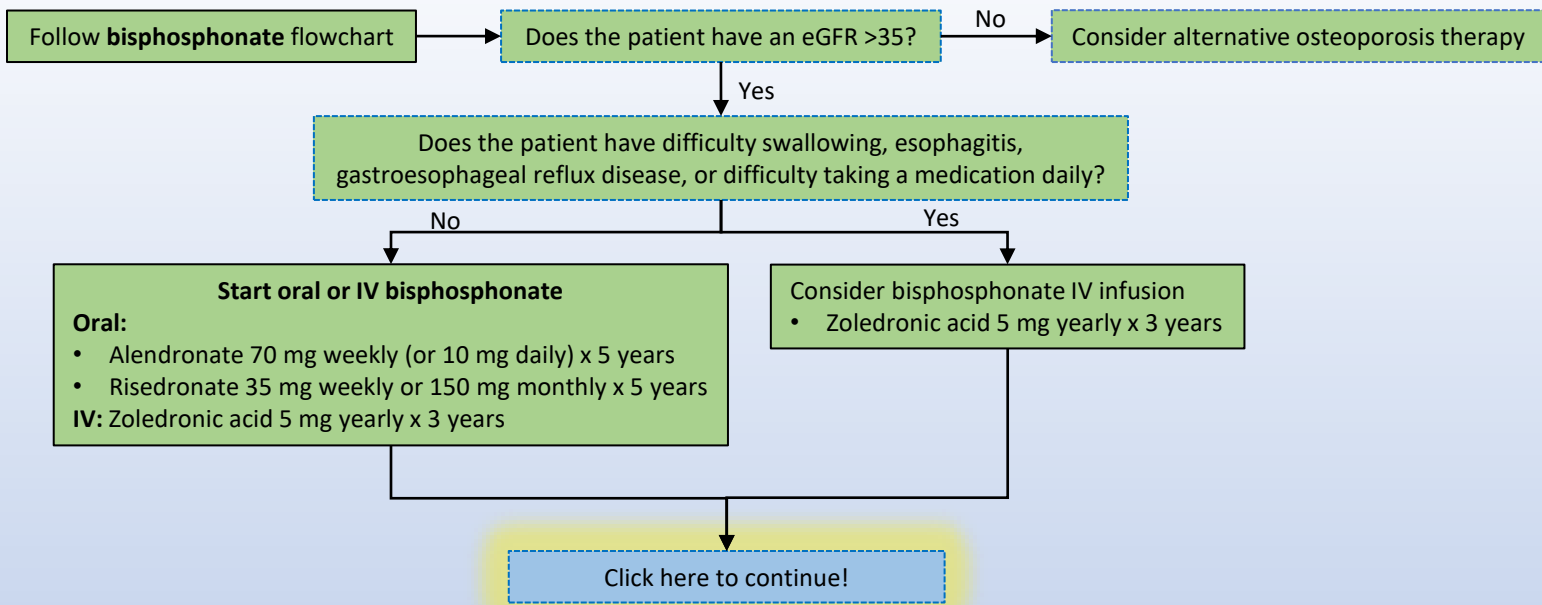 Follow bisphosphonate flowchart
Does the patient have an eGFR >35?
No
Consider alternative osteoporosis therapy
Yes
Does the patient have difficulty swallowing, esophagitis,
gastroesophageal reflux disease, or difficulty taking a medication daily?
No
Yes
Start oral or IV bisphosphonate
Oral:
• Alendronate 70 mg weekly (or 10 mg daily) x 5 years
• Risedronate 35 mg weekly or 150 mg monthly x 5 years
IV: Zoledronic acid 5 mg yearly x 3 years
Consider bisphosphonate IV infusion
• Zoledronic acid 5 mg yearly x 3 years
Click here to continue!